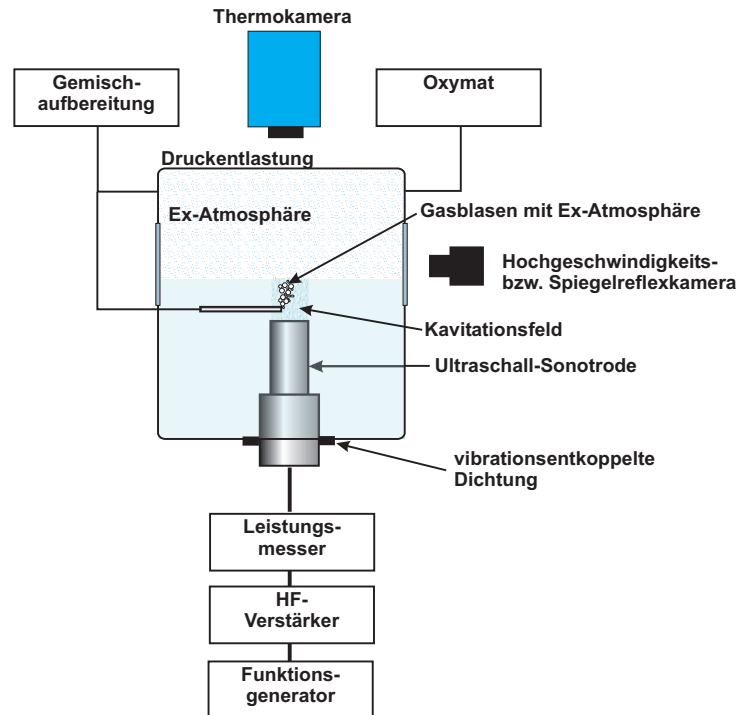 Thermokamera
Gemisch-
aufbereitung
Oxymat
Druckentlastung
Ex-Atmosphäre
Gasblasen mit Ex-Atmosphäre
Hochgeschwindigkeits-
bzw. Spiegelreflexkamera
Kavitationsfeld
Ultraschall-Sonotrode
vibrationsentkoppelte
Dichtung
Leistungs-
messer
HF-
Verstärker
Funktions-
generator